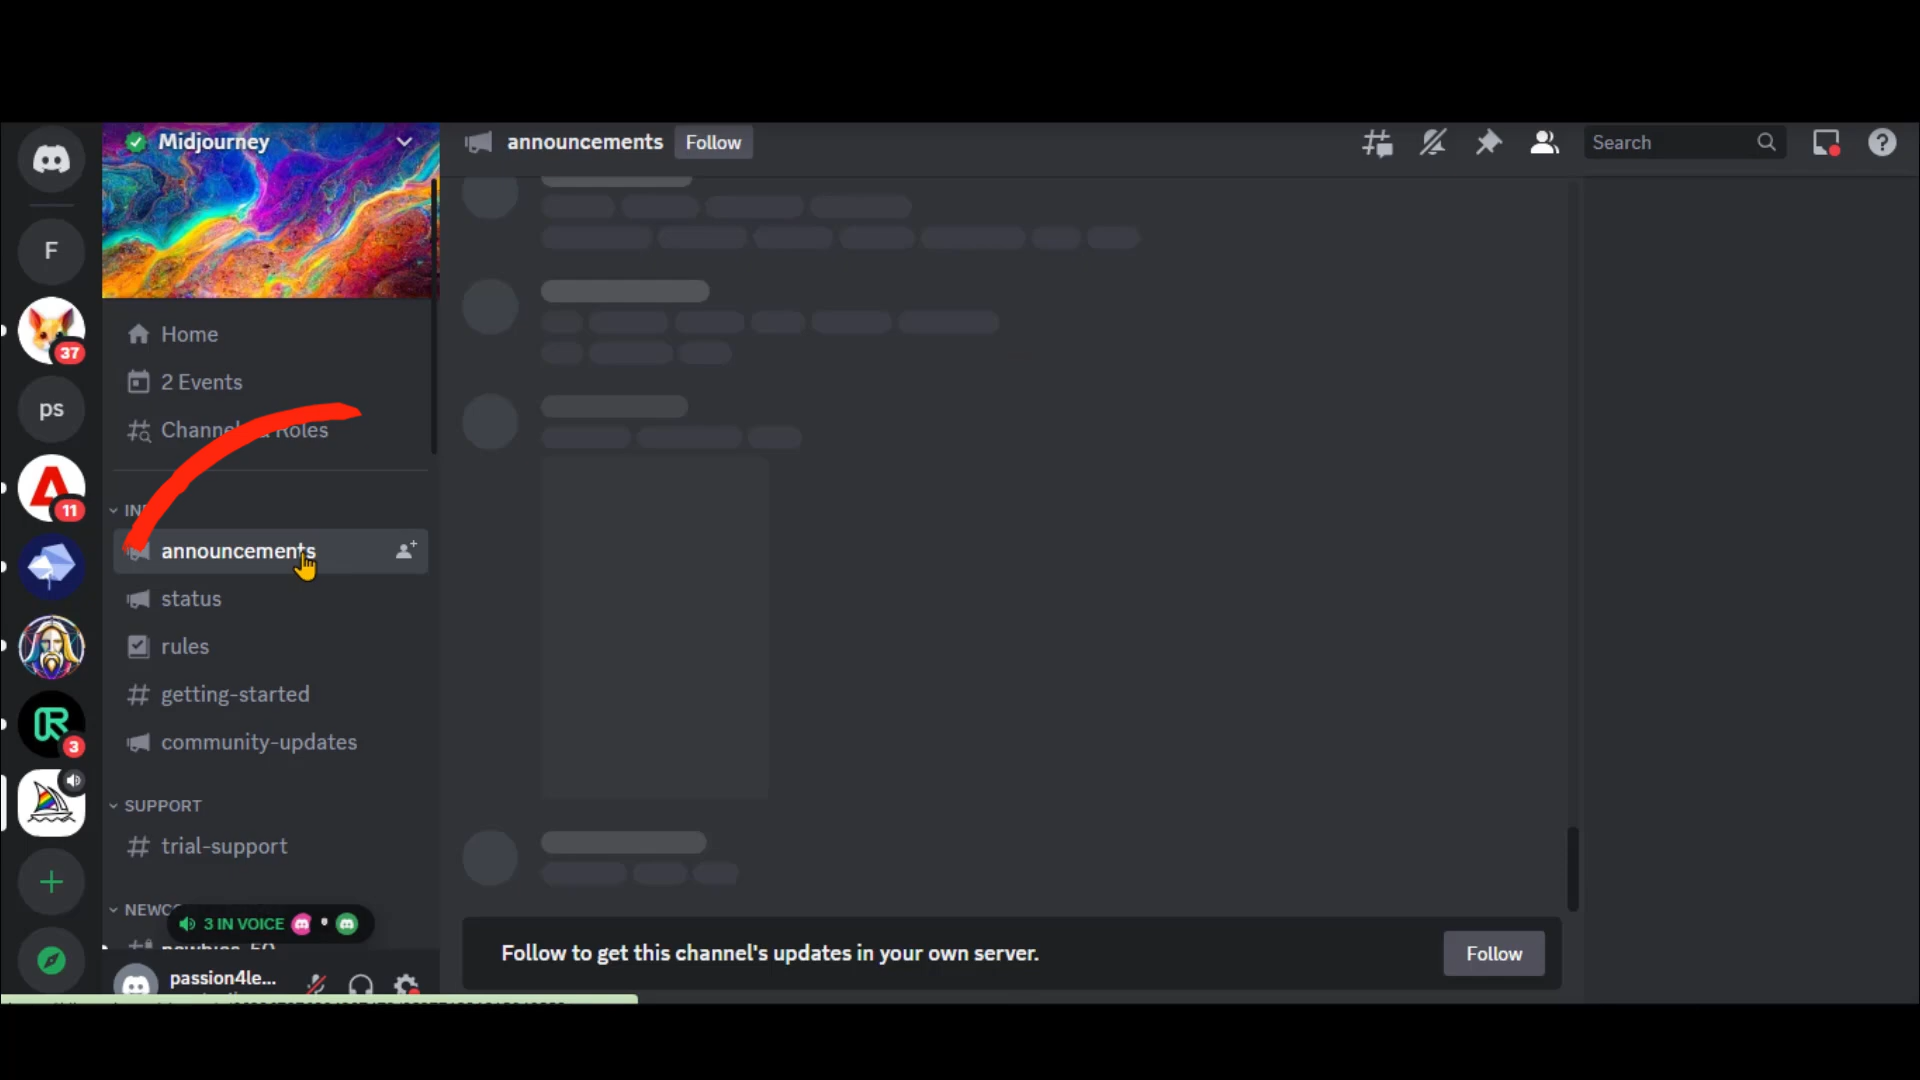 Midjourney
announcements
Follow
Search
F
Home
37
2 Events
ps
Channel & Roles
11
announcements
status
rules
getting-started
3
community-updates
SUPPORT
trial-support
3 IN VOICE
Follow to get this channel's updates in your own server.
Follow
passion4le...